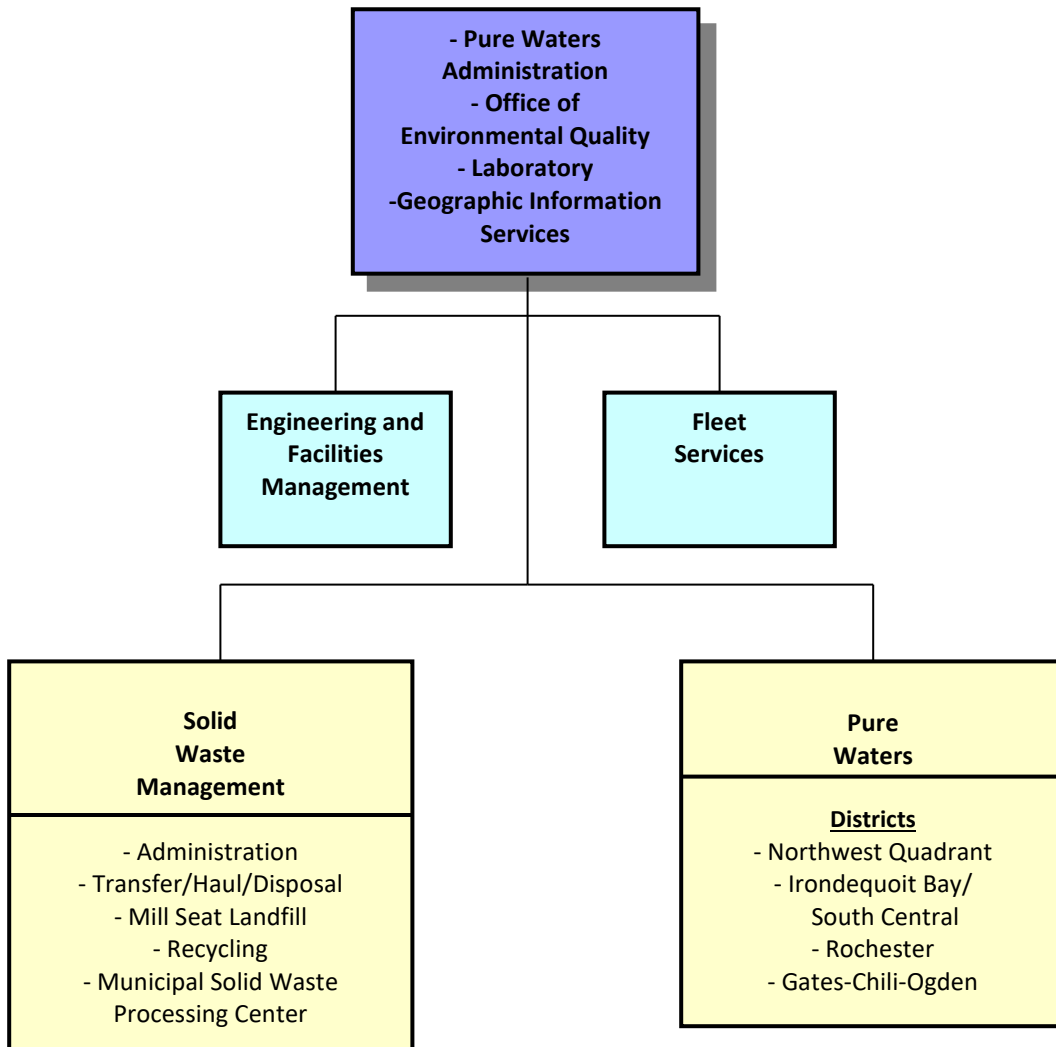 - Pure Waters
Administration
- Office of
Environmental Quality
- Laboratory
-Geographic Information
Services
Engineering and
Facilities
Management
Fleet
Services
Solid
Waste
Management
- Administration
- Transfer/Haul/Disposal
- Mill Seat Landfill
- Recycling
- Municipal Solid Waste
Processing Center
Pure
Waters
Districts
- Northwest Quadrant
- Irondequoit Bay/
South Central
- Rochester
- Gates-Chili-Ogden